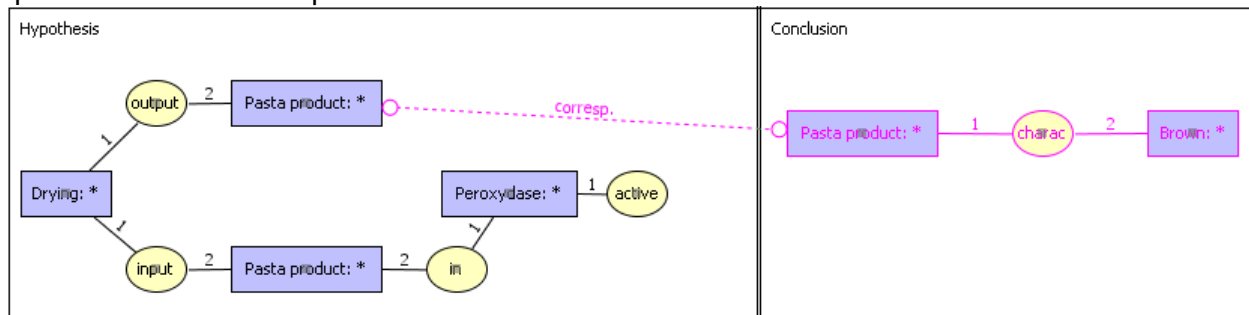 Hypothesis
output
2
Pasta product: *
corresp.
1
Drying: *
1
input
2
Pasta product: *
2
in
1
Peroxydase: *
1
active
Conclusion
Pasta product: *
1
charac
2
Brown: *